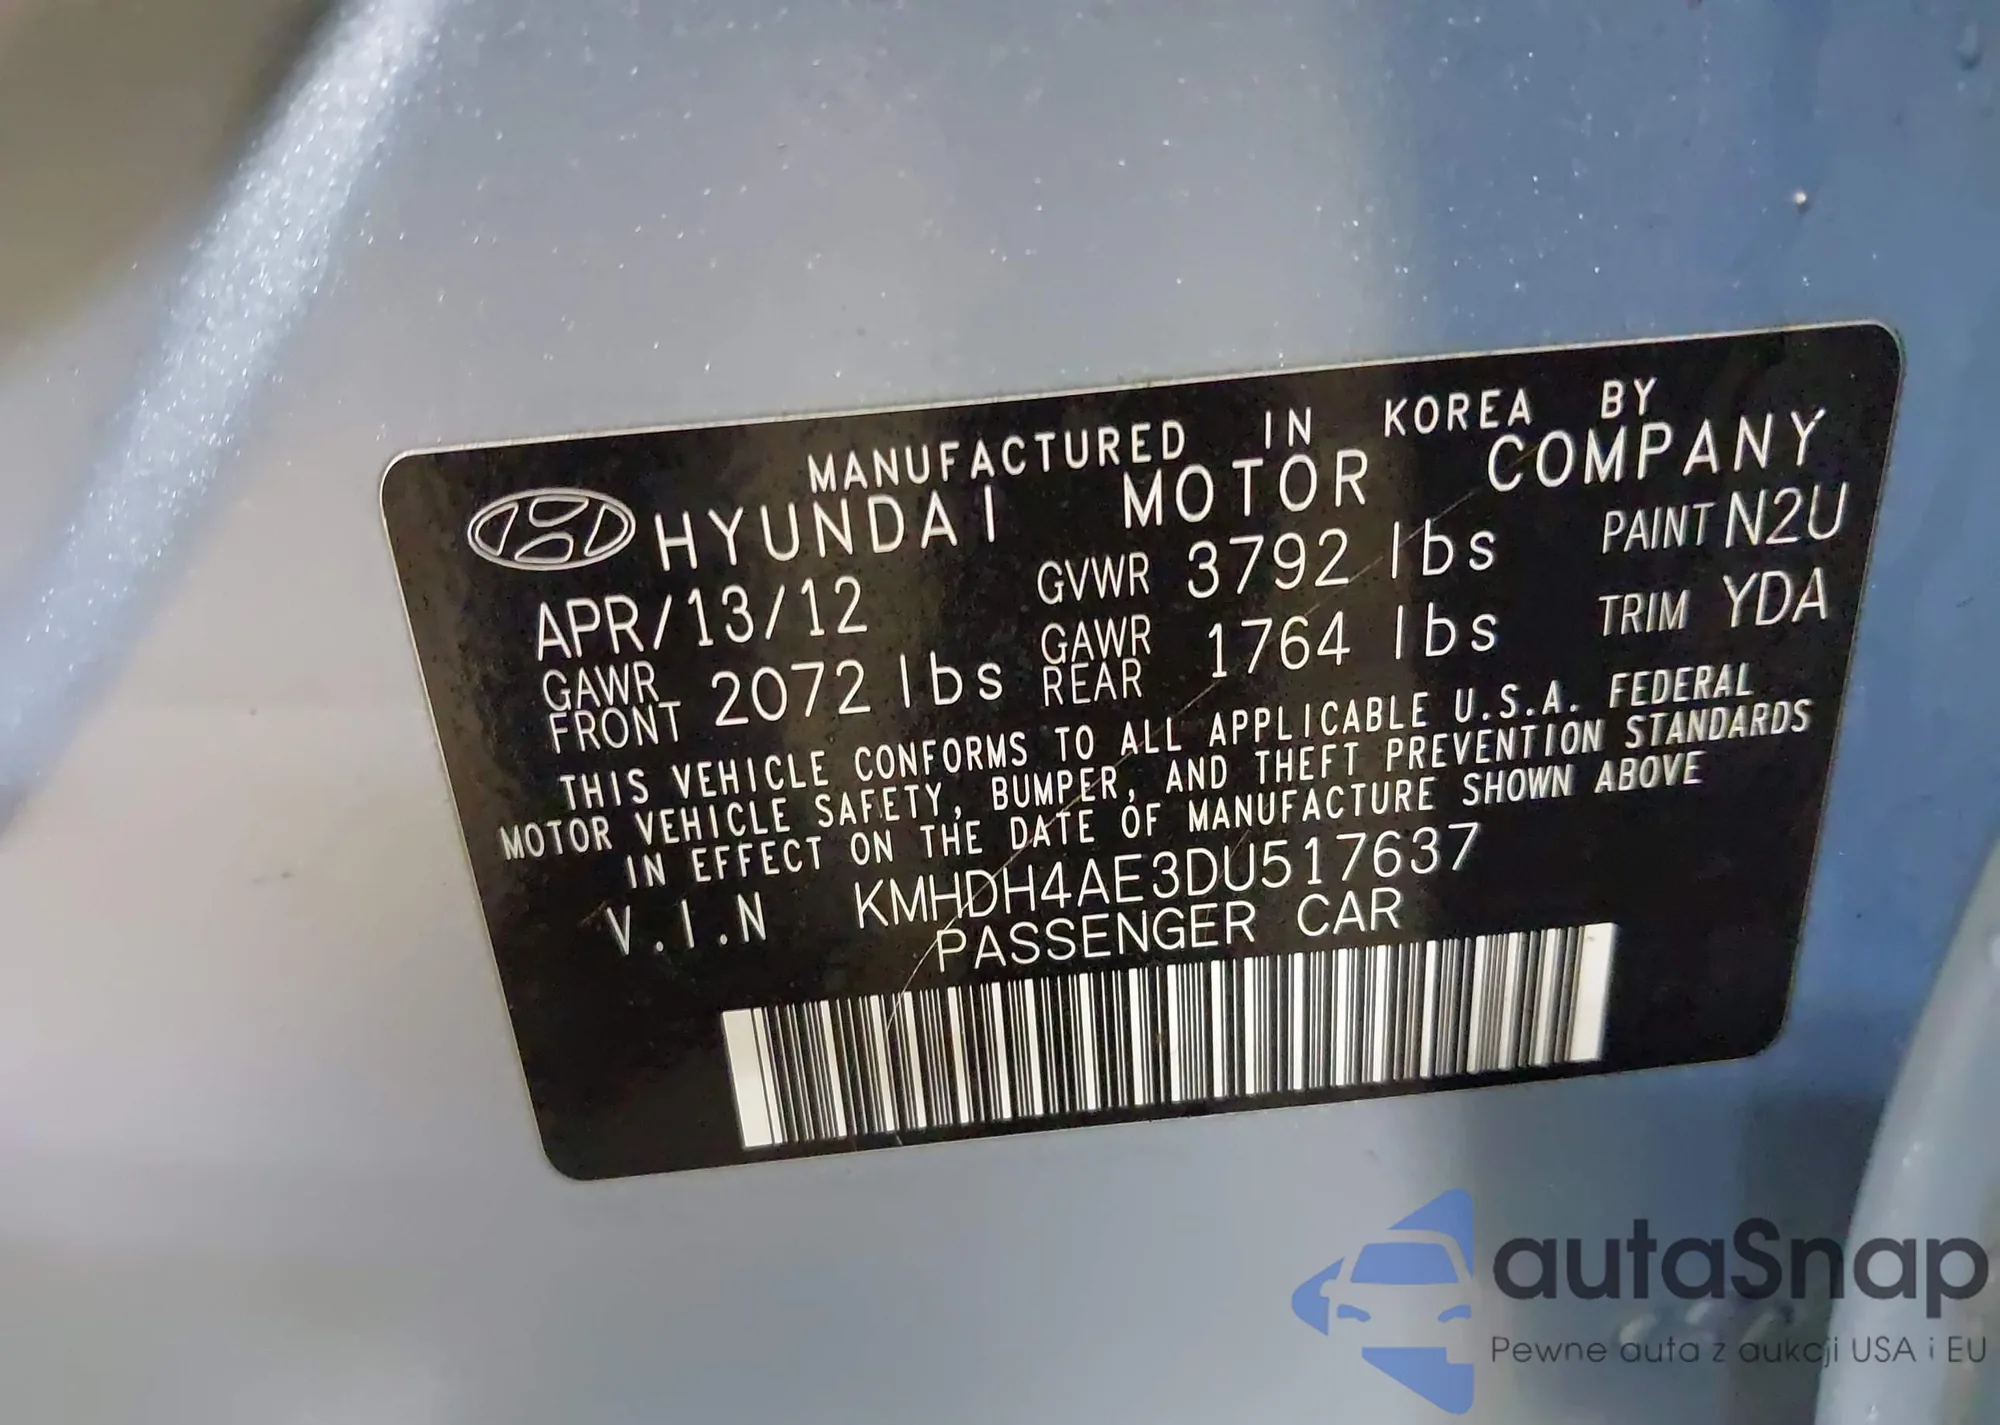 MANUFACTURED IN KOREA BY
HYUNDAI MOTOR COMPANY
APR/13/12 GVWR 3792 lbs PAINT N2U
GAWR FRONT 2072 lbs GAWR REAR 1764 lbs TRIM YDA
THIS VEHICLE CONFORMS TO ALL APPLICABLE U.S.A. FEDERAL
MOTOR VEHICLE SAFETY, BUMPER, AND THEFT PREVENTION STANDARDS
IN EFFECT ON THE DATE OF MANUFACTURE SHOWN ABOVE
V.I.N KMHDH4AE3DU517637
PASSENGER CAR
autaSnap
Pewne auta z aukcji USA i EU